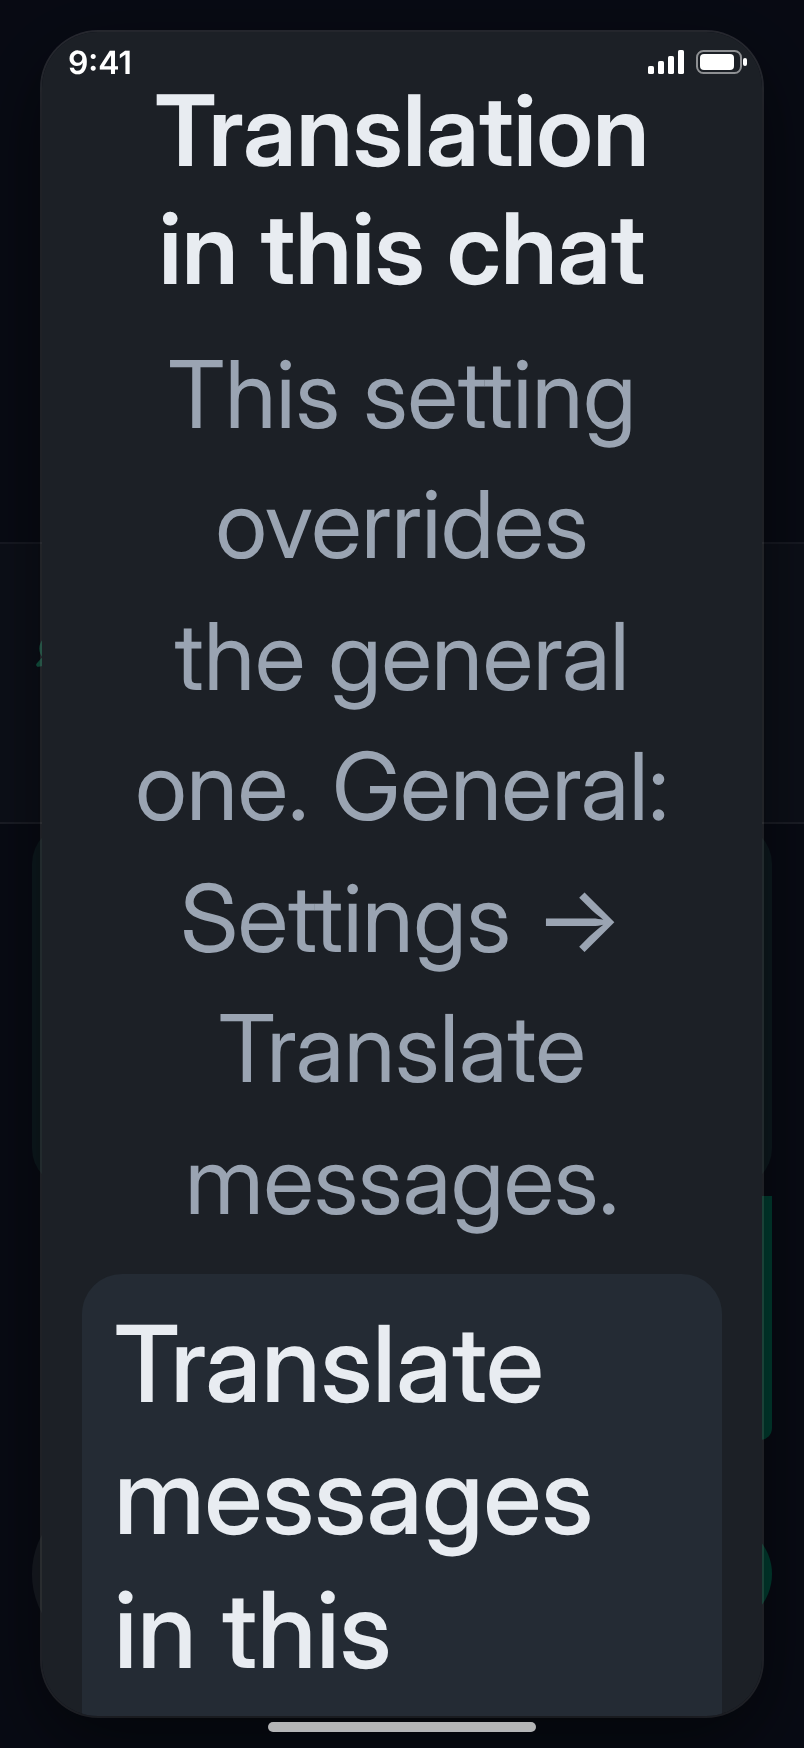 9:41
Translation
in this chat
This setting
overrides
the general
one. General:
Settings →
Translate
messages.
Translate
messages
in this